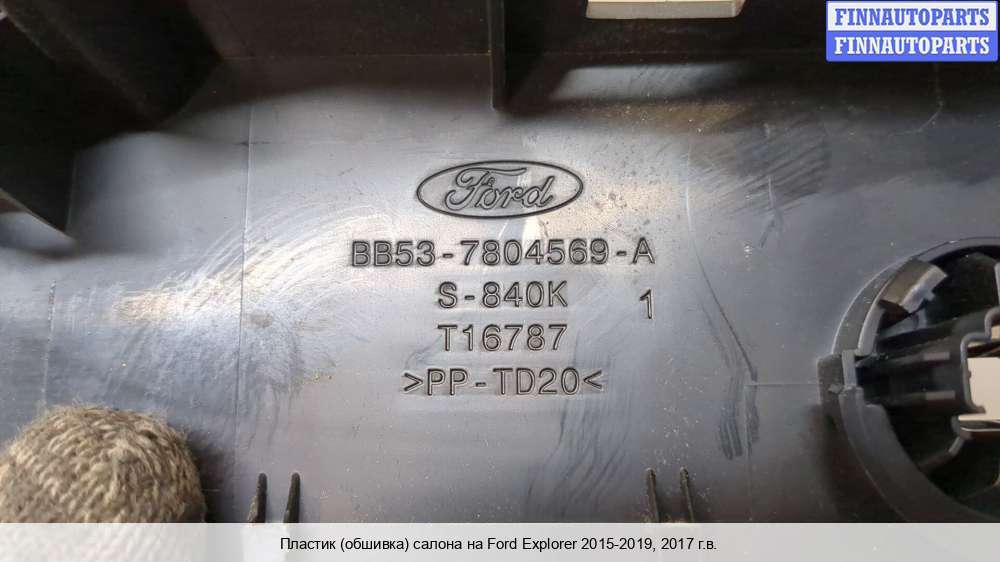 FINNAUTOPARTS
FINNAUTOPARTS
Ford
BB53-7804569-A
S-840K 1
T16787
>PP-TD20<
Пластик (обшивка) салона на Ford Explorer 2015-2019, 2017 г.в.